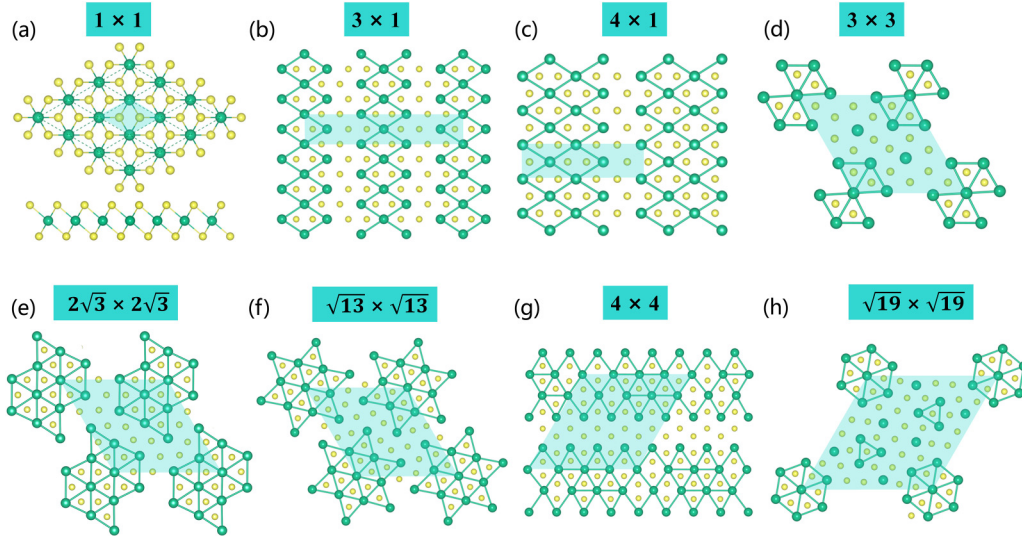 (a) 1 × 1
(b) 3 × 1
(c) 4 × 1
(d) 3 × 3
(e) 2√3 × 2√3
(f) √13 × √13
(g) 4 × 4
(h) √19 × √19